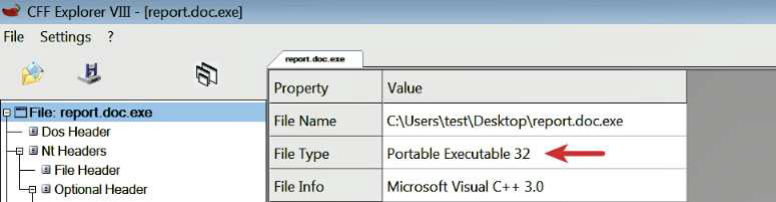 CFF Explorer VIII - [report.doc.exe]
File Settings ?
report.doc.exe
Property Value
File: report.doc.exe
File Name C:\Users\test\Desktop\report.doc.exe
Dos Header
Nt Headers
File Type Portable Executable 32
File Header
Optional Header
File Info Microsoft Visual C++ 3.0